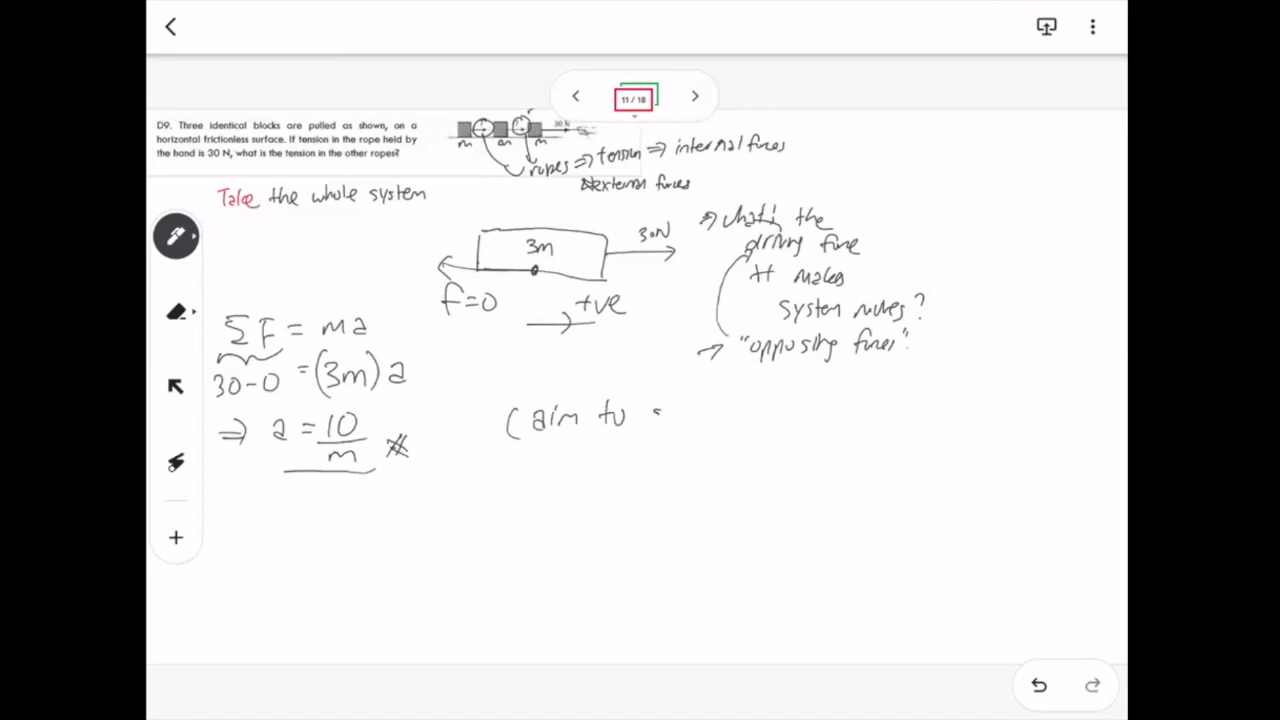 11 / 18
D9. Three identical blocks are pulled as shown, on a
horizontal frictionless surface. If tension in the rope held by
the hand is 30 N, what is the tension in the other ropes?
30 N
m m m
ropes ⇒ tension ⇒ internal forces
external forces
Take the whole system
3m
30N
f=0
+ve
⇒ what's the
driving force
makes
system moves?
→ "opposing forces".
ΣF = ma
30-0 = (3m) a
⇒ a = 10/m
( aim to